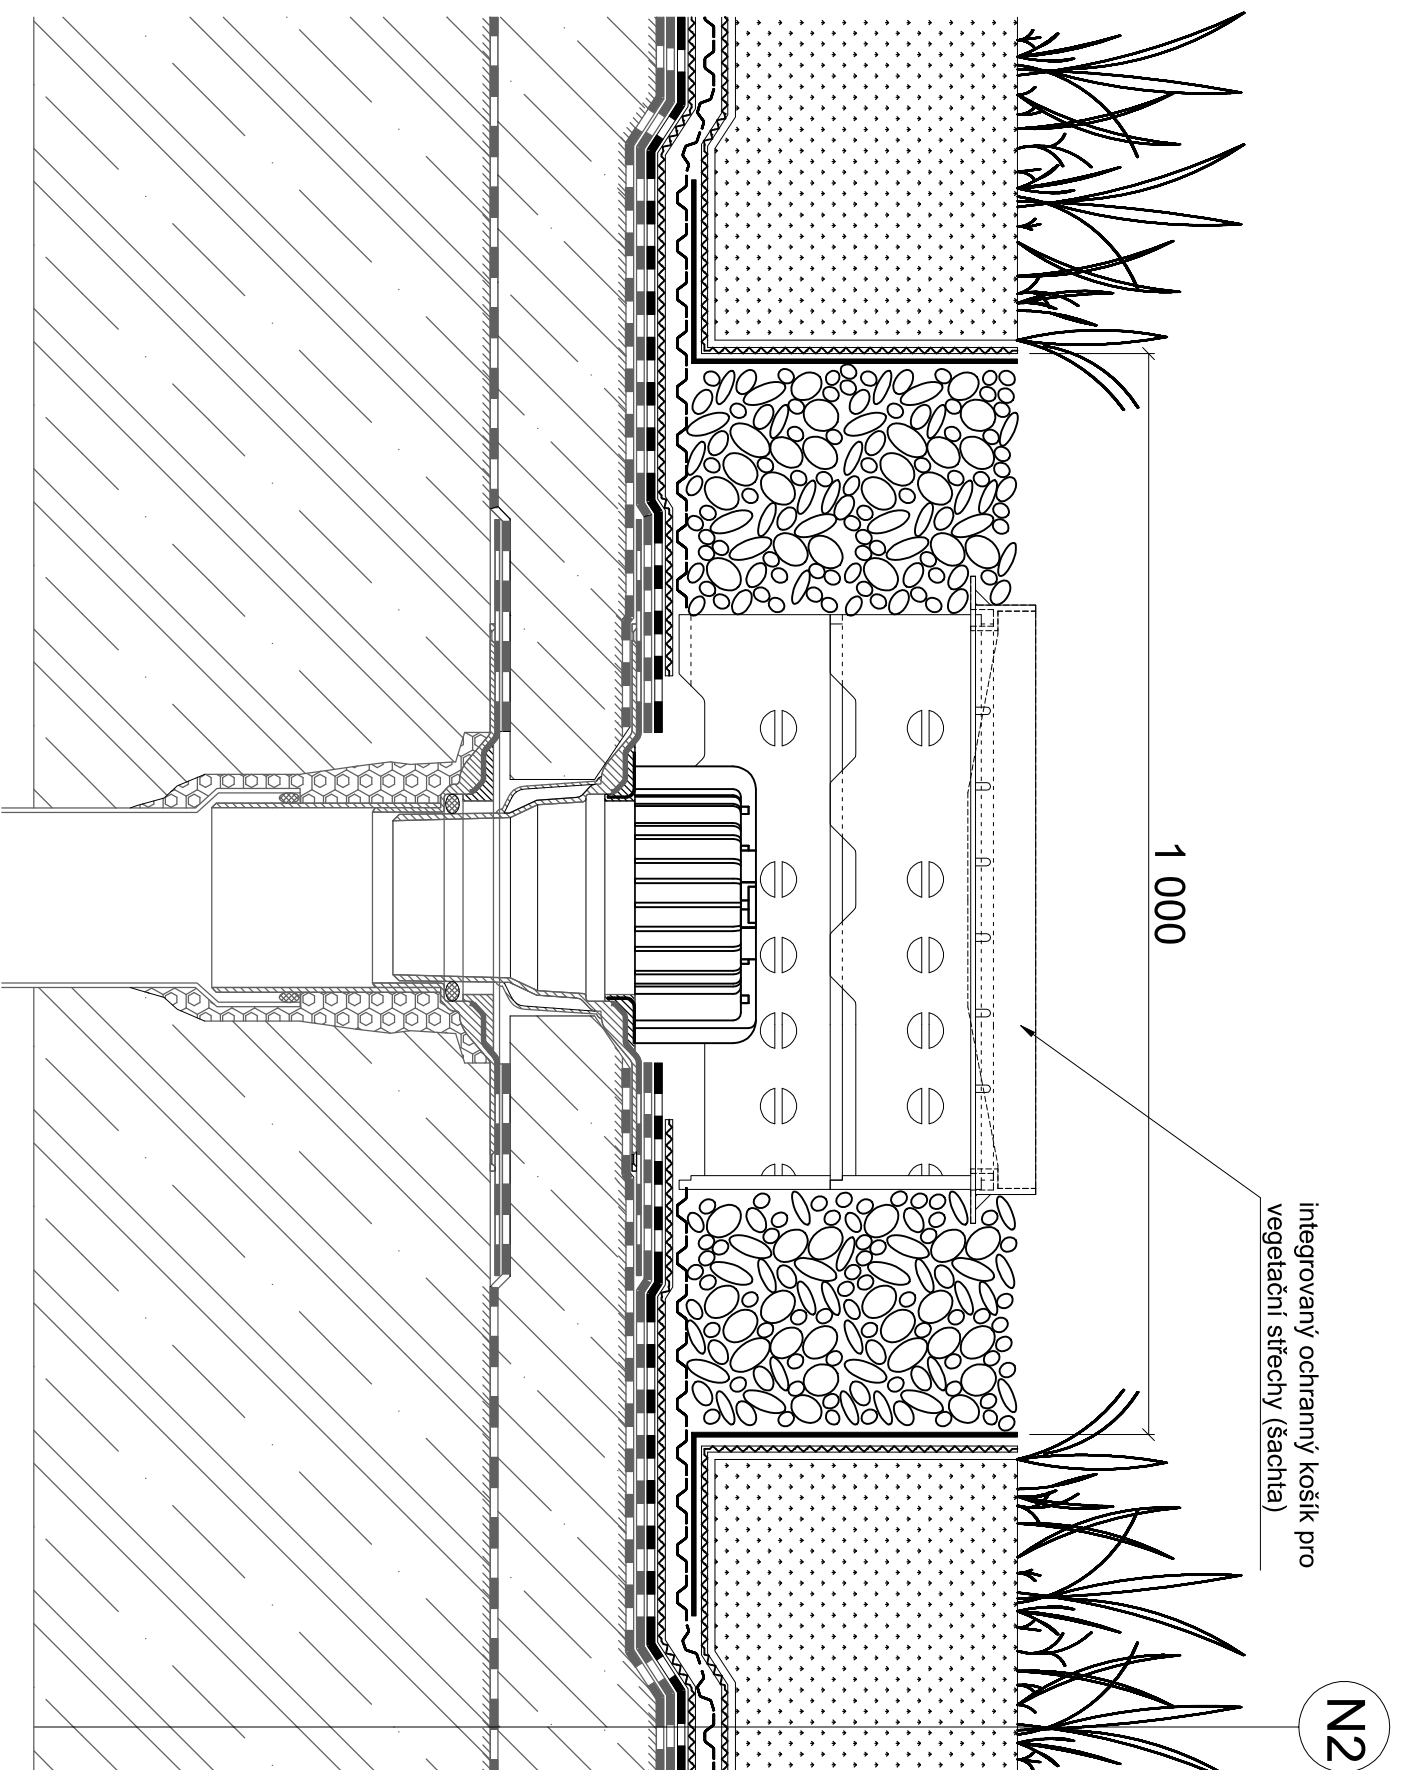 integrovaný ochranný košík pro
vegetační střechy (šachta)
1 000
N2